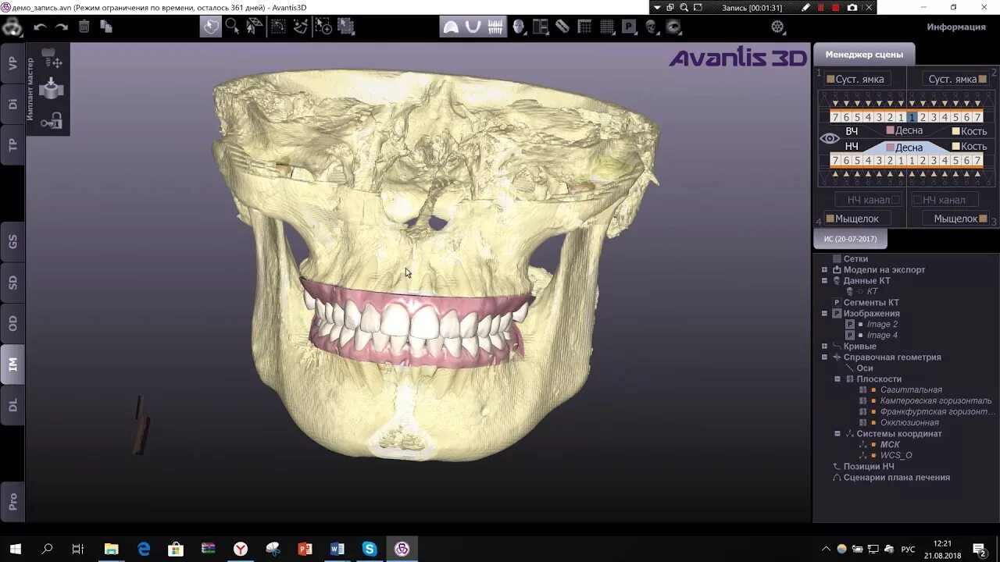 демо_запись.avn (Режим ограничения по времени, осталось 361 дней) - Avantis3D
Запись [00:01:31]
Информация
VP
Di
TP
GS
SD
OD
IM
DL
Pro
Имплант мастер
Avantis 3D
Менеджер сцены
1 Суст. ямка Суст. ямка 2
7 6 5 4 3 2 1 1 2 3 4 5 6 7
ВЧ Десна Кость
НЧ Десна Кость
7 6 5 4 3 2 1 1 2 3 4 5 6 7
НЧ канал НЧ канал
4 Мыщелок Мыщелок 3
ИС (20-07-2017)
Сетки
Модели на экспорт
Данные КТ
КТ
P Сегменты КТ
P Изображения
P Image 2
P Image 4
Кривые
Справочная геометрия
Оси
Плоскости
Сагиттальная
Камперовская горизонталь
Франкфуртская горизонт...
Окклюзионная
Системы координат
МСК
WCS_O
Позиции НЧ
Сценарии плана лечения
РУС
12:21
21.08.2018
2